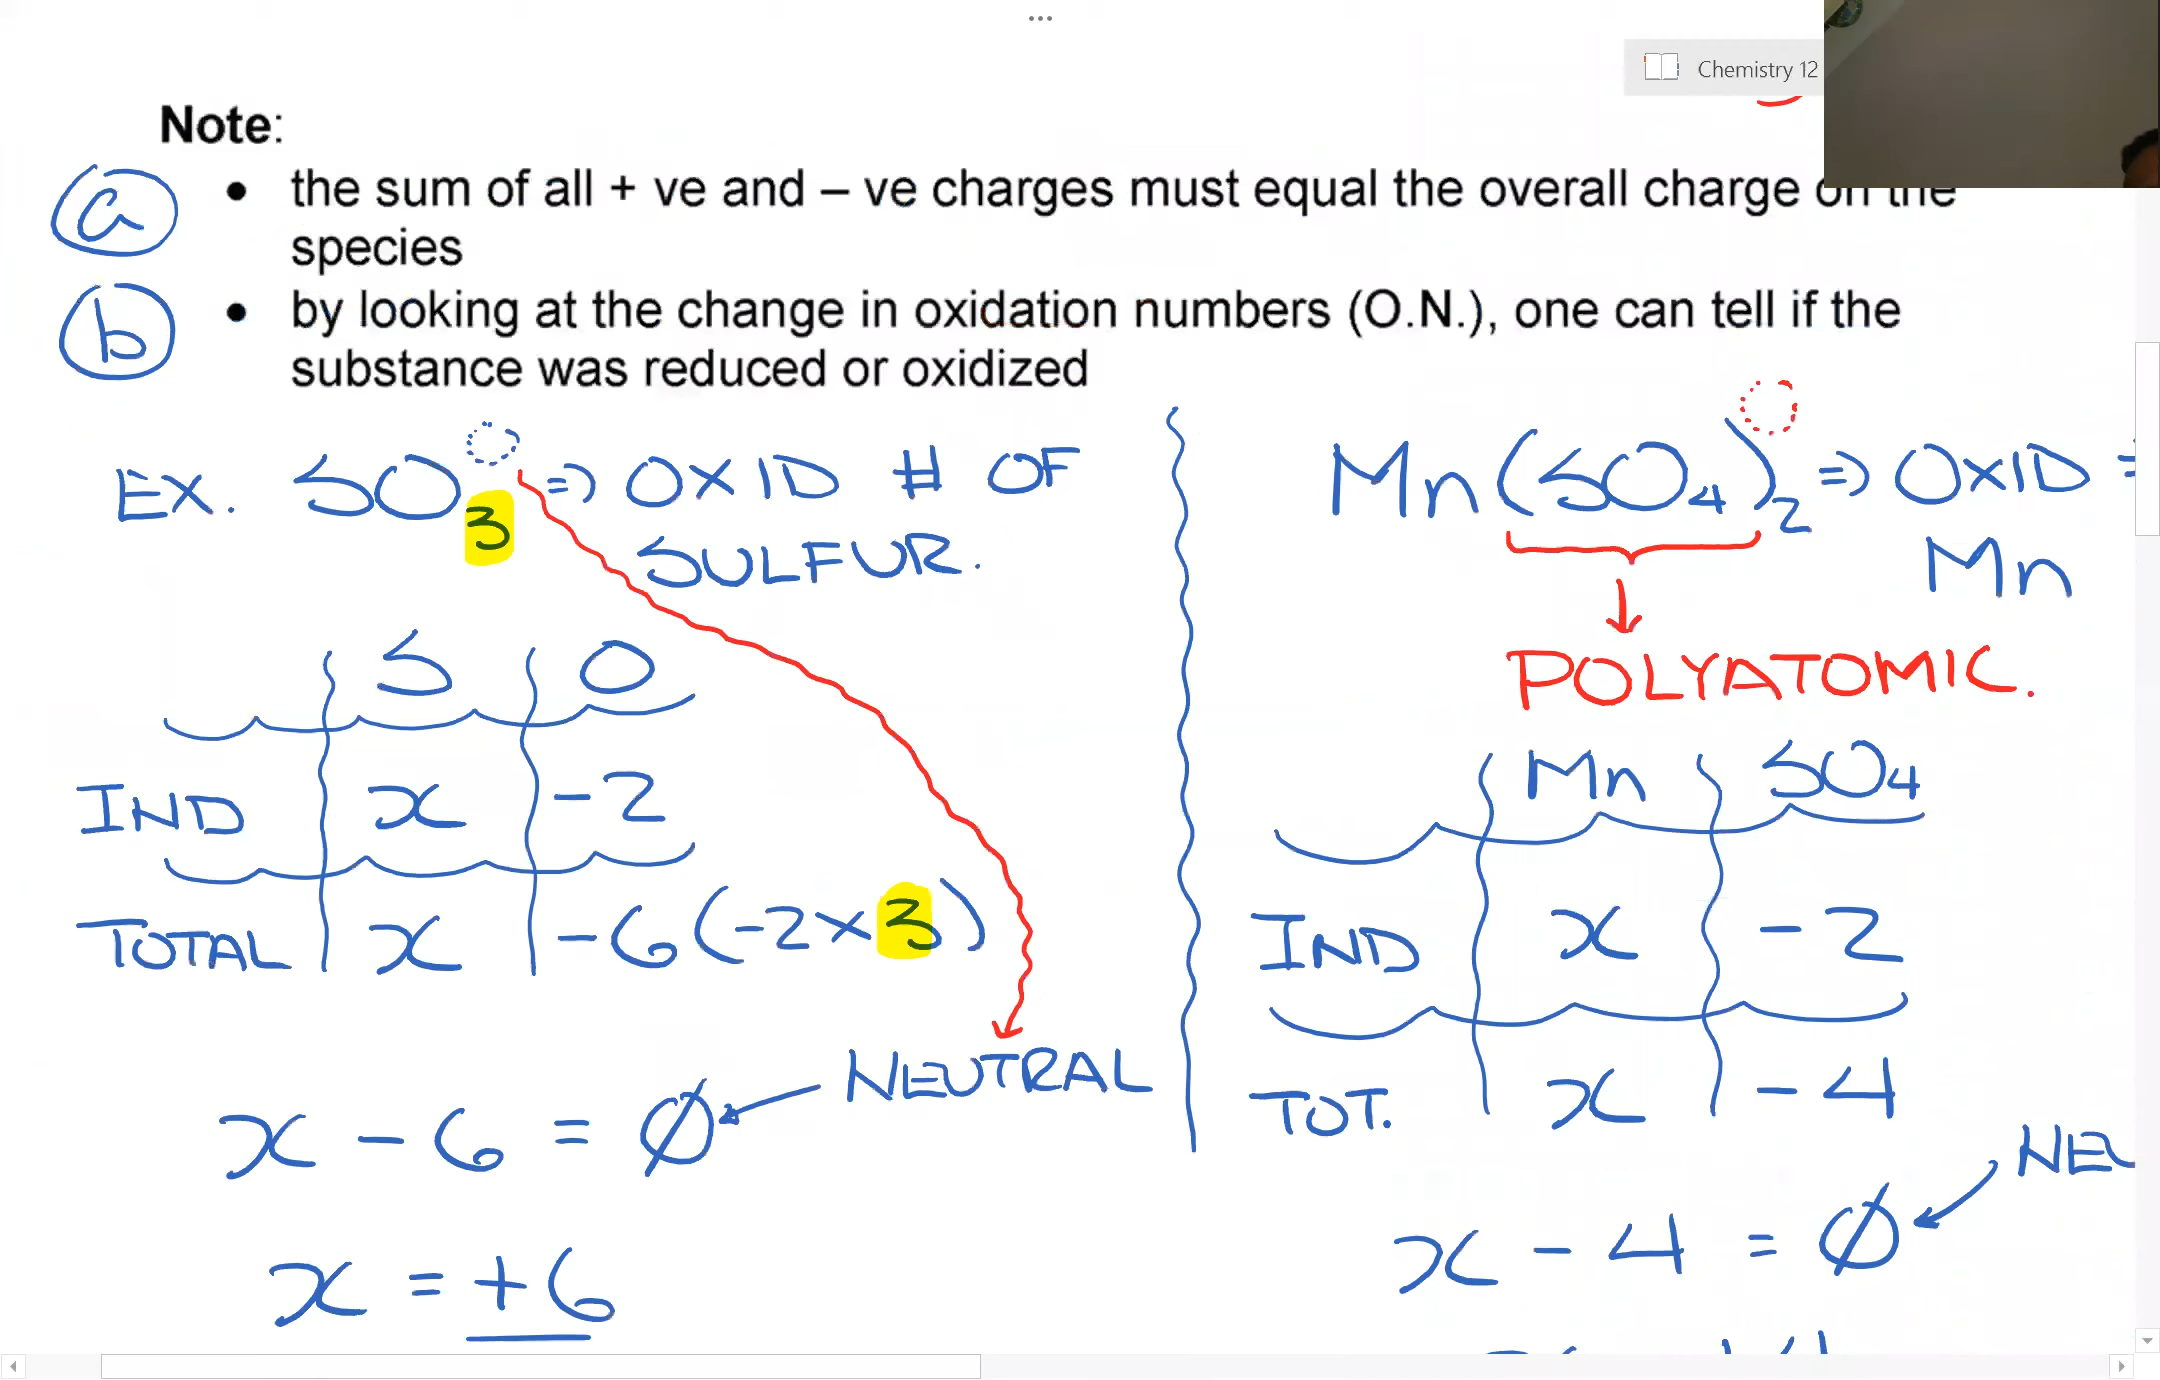 Chemistry 12
Note:
a • the sum of all + ve and – ve charges must equal the overall charge on the
species
b • by looking at the change in oxidation numbers (O.N.), one can tell if the
substance was reduced or oxidized
EX. SO3 => OXID # OF
SULFUR.
S O
IND x -2
TOTAL x -6 (-2 x 3)
NEUTRAL
x - 6 = Ø
x = +6
Mn(SO4)2 => OXID
Mn
POLYATOMIC.
Mn SO4
IND x -2
TOT. x -4
x - 4 = Ø